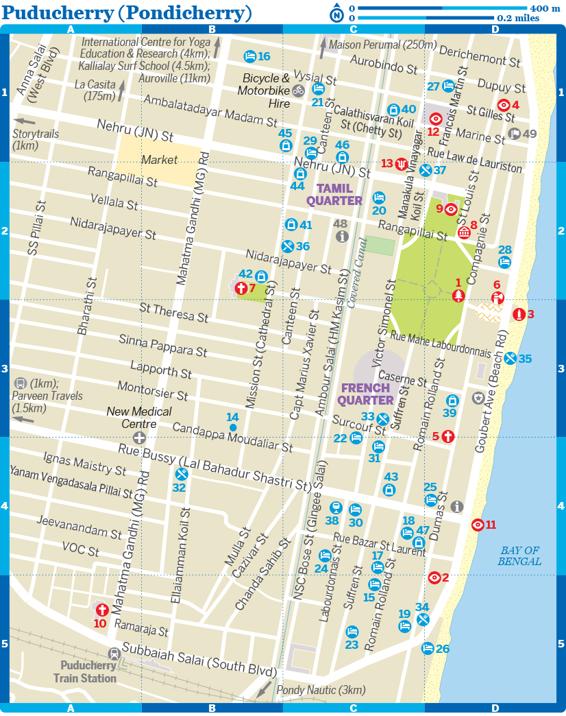 Puducherry (Pondicherry)
N
0 400 m
0 0.2 miles
A B C D
1
2
3
4
5
International Centre for Yoga
Education & Research (4km);
Kallialay Surf School (4.5km);
Auroville (11km)
Maison Perumal (250m)
Anna Salai
(West Blvd)
La Casita
(175m)
Bicycle &
Motorbike
Hire
Vysial St
Aurobindo St
Derichemont St
Dupuy St
St Gilles St
Marine St
Francois Martin St
Calathisvaran Koil
St (Chetty St)
Canteen St
Ambalatadayar Madam St
Nehru (JN) St
Storytrails
(1km)
Market
Nehru (JN) St
Rue Law de Lauriston
Manakula Vinayagar
Koil St
Rangapillai St
TAMIL
QUARTER
Vellala St
Nidarajapayer St
SS Pillai St
Mahatma Gandhi (MG) Rd
Rangapillai St
St Louis St
Compagnie St
Covered Canal
Nidarajapayer St
Bharath St
St Theresa St
Canteen St
Mission St (Cathedral St)
Capt Marius Xavier St
Ambour Salai (HM Kasim St)
Victor Simonel St
Rue Mahe Labourdonnais
Sinna Pappara St
Lapporth St
Montorsier St
Caserne St
FRENCH
QUARTER
Suffren St
Romain Rolland St
Goubert Ave (Beach Rd)
(1km);
Parveen Travels
(1.5km)
New Medical
Centre
Candappa Moudaliar St
Surcouf St
Rue Bussy (Lal Bahadur Shastri St)
Ignas Maistry St
Yanam Vengadasala Pillai St
Mahatma Gandhi (MG) Rd
Jeevanandam St
VOC St
Ellaiamman Koil St
Mulla St
Cazivar St
Chanda Sahib St
NSC Bose St (Gingee Salai)
Labourdonnais St
Rue Bazar St Laurent
Dumas St
Suffren St
Romain Rolland St
BAY OF
BENGAL
Ramaraja St
Subbaiah Salai (South Blvd)
Puducherry
Train Station
Pondy Nautic (3km)
A B C D
1
2
3
4
5
16
21
27
4
40
12
49
45
29
46
13
37
44
20
9
8
41
48
36
28
42
7
1
6
3
35
39
14
33
5
22
31
32
43
25
38
30
11
18
47
24
17
2
15
10
19
34
23
26